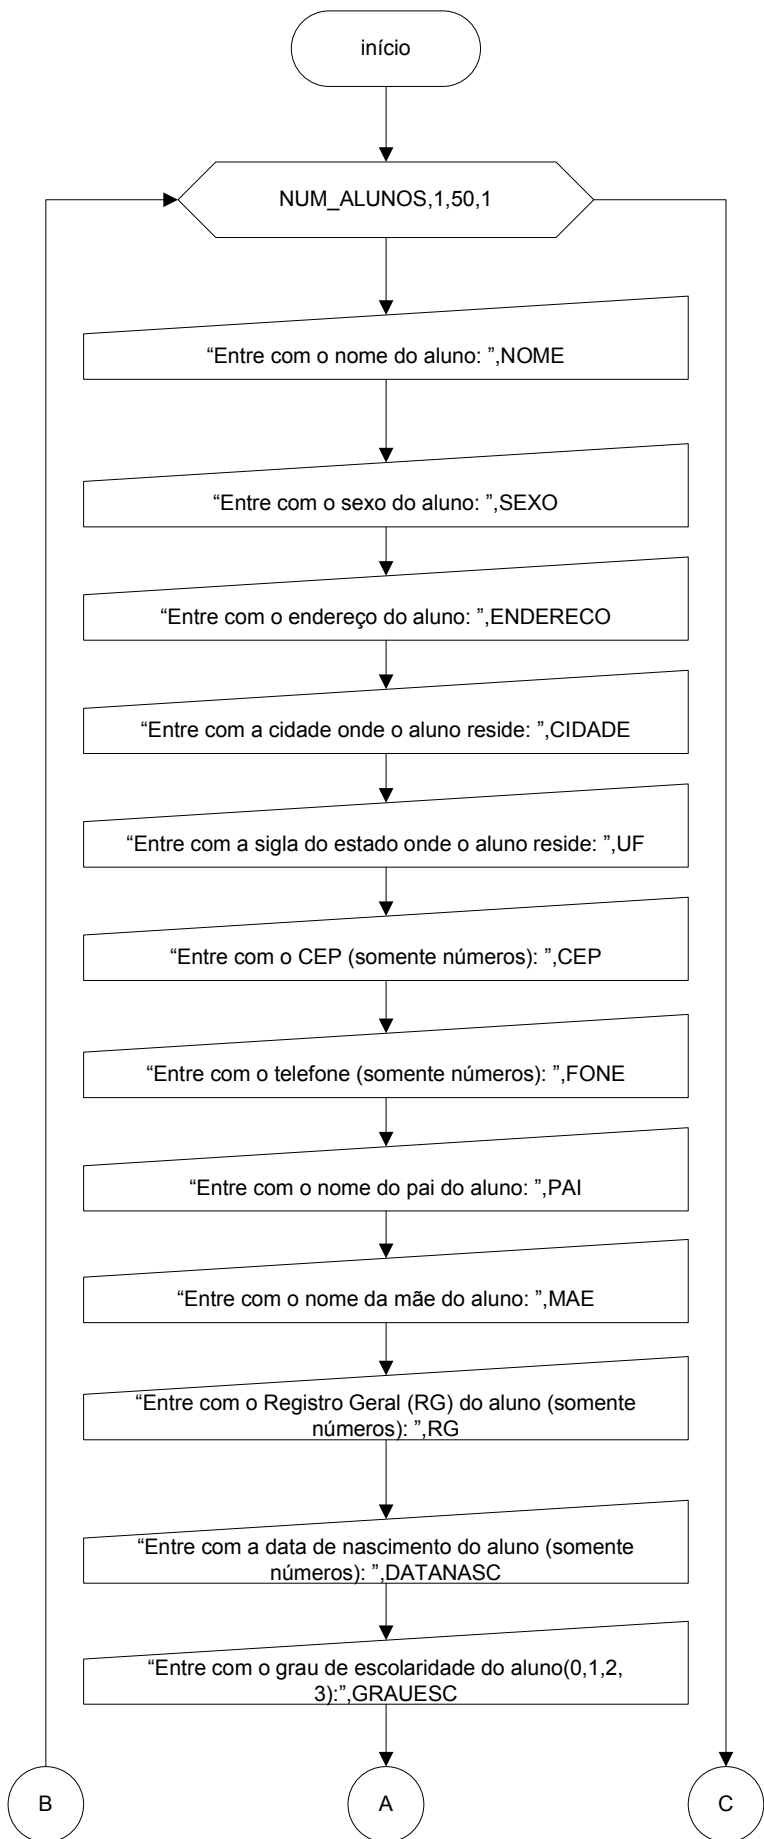 início
NUM_ALUNOS,1,50,1
“Entre com o nome do aluno: ”,NOME
“Entre com o sexo do aluno: ”,SEXO
“Entre com o endereço do aluno: ”,ENDERECO
“Entre com a cidade onde o aluno reside: ”,CIDADE
“Entre com a sigla do estado onde o aluno reside: ”,UF
“Entre com o CEP (somente números): ”,CEP
“Entre com o telefone (somente números): ”,FONE
“Entre com o nome do pai do aluno: ”,PAI
“Entre com o nome da mãe do aluno: ”,MAE
“Entre com o Registro Geral (RG) do aluno (somente
números): ”,RG
“Entre com a data de nascimento do aluno (somente
números): ”,DATANASC
“Entre com o grau de escolaridade do aluno(0,1,2,
3):”,GRAUESC
B
A
C